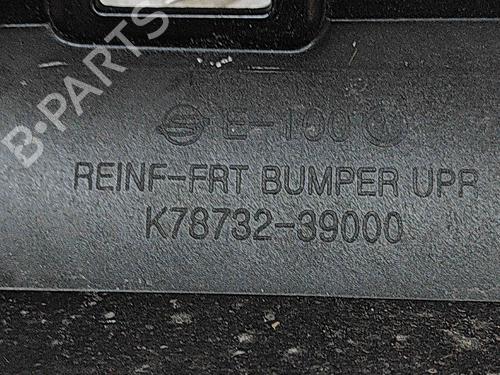 B-PARTS
E-100
REINF-FRT BUMPER UPR
K78732-39000